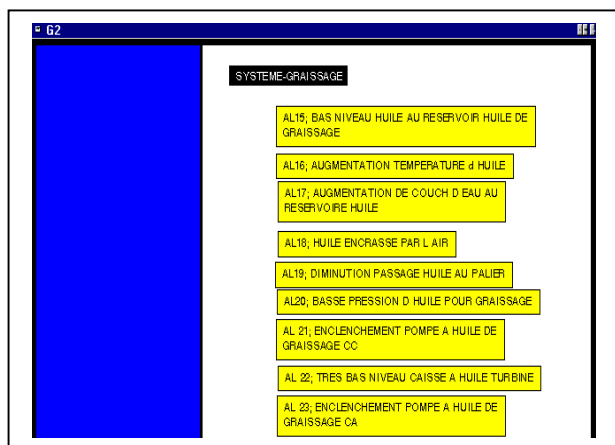 G2
SYSTEME-GRAISSAGE
AL15; BAS NIVEAU HUILE AU RESERVOIR HUILE DE
GRAISSAGE
AL16; AUGMENTATION TEMPERATURE d HUILE
AL17; AUGMENTATION DE COUCH D EAU AU
RESERVOIRE HUILE
AL18; HUILE ENCRASSE PAR L AIR
AL19; DIMINUTION PASSAGE HUILE AU PALIER
AL20; BASSE PRESSION D HUILE POUR GRAISSAGE
AL 21; ENCLENCHEMENT POMPE A HUILE DE
GRAISSAGE CC
AL 22; TRES BAS NIVEAU CAISSE A HUILE TURBINE
AL 23; ENCLENCHEMENT POMPE A HUILE DE
GRAISSAGE CA